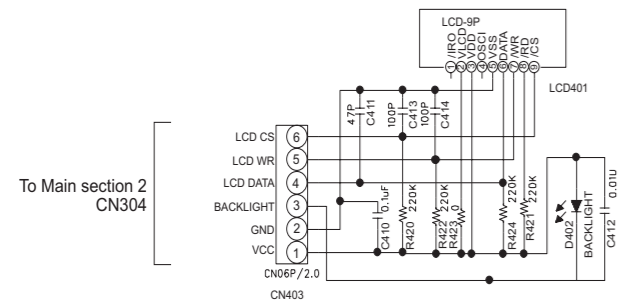 LCD-9P
/IRQ
VLCD
VDD
OSCI
VSS
DATA
/WR
/RD
/CS
1
2
3
4
5
6
7
8
9
LCD401
47P
C411
100P
C413
100P
C414
To Main section 2
CN304
LCD CS
6
LCD WR
5
LCD DATA
4
BACKLIGHT
3
GND
2
VCC
1
CN06P/2.0
CN403
0.1uF
C410
220K
R420
220K
R422
0
R423
220K
R424
220K
R421
D402
BACKLIGHT
0.01U
C412